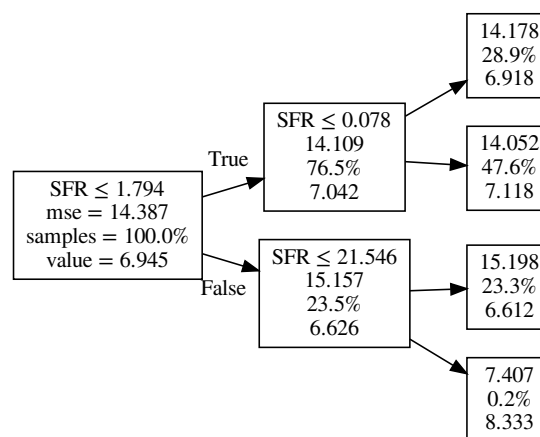 SFR ≤ 1.794
mse = 14.387
samples = 100.0%
value = 6.945
True
False
SFR ≤ 0.078
14.109
76.5%
7.042
SFR ≤ 21.546
15.157
23.5%
6.626
14.178
28.9%
6.918
14.052
47.6%
7.118
15.198
23.3%
6.612
7.407
0.2%
8.333